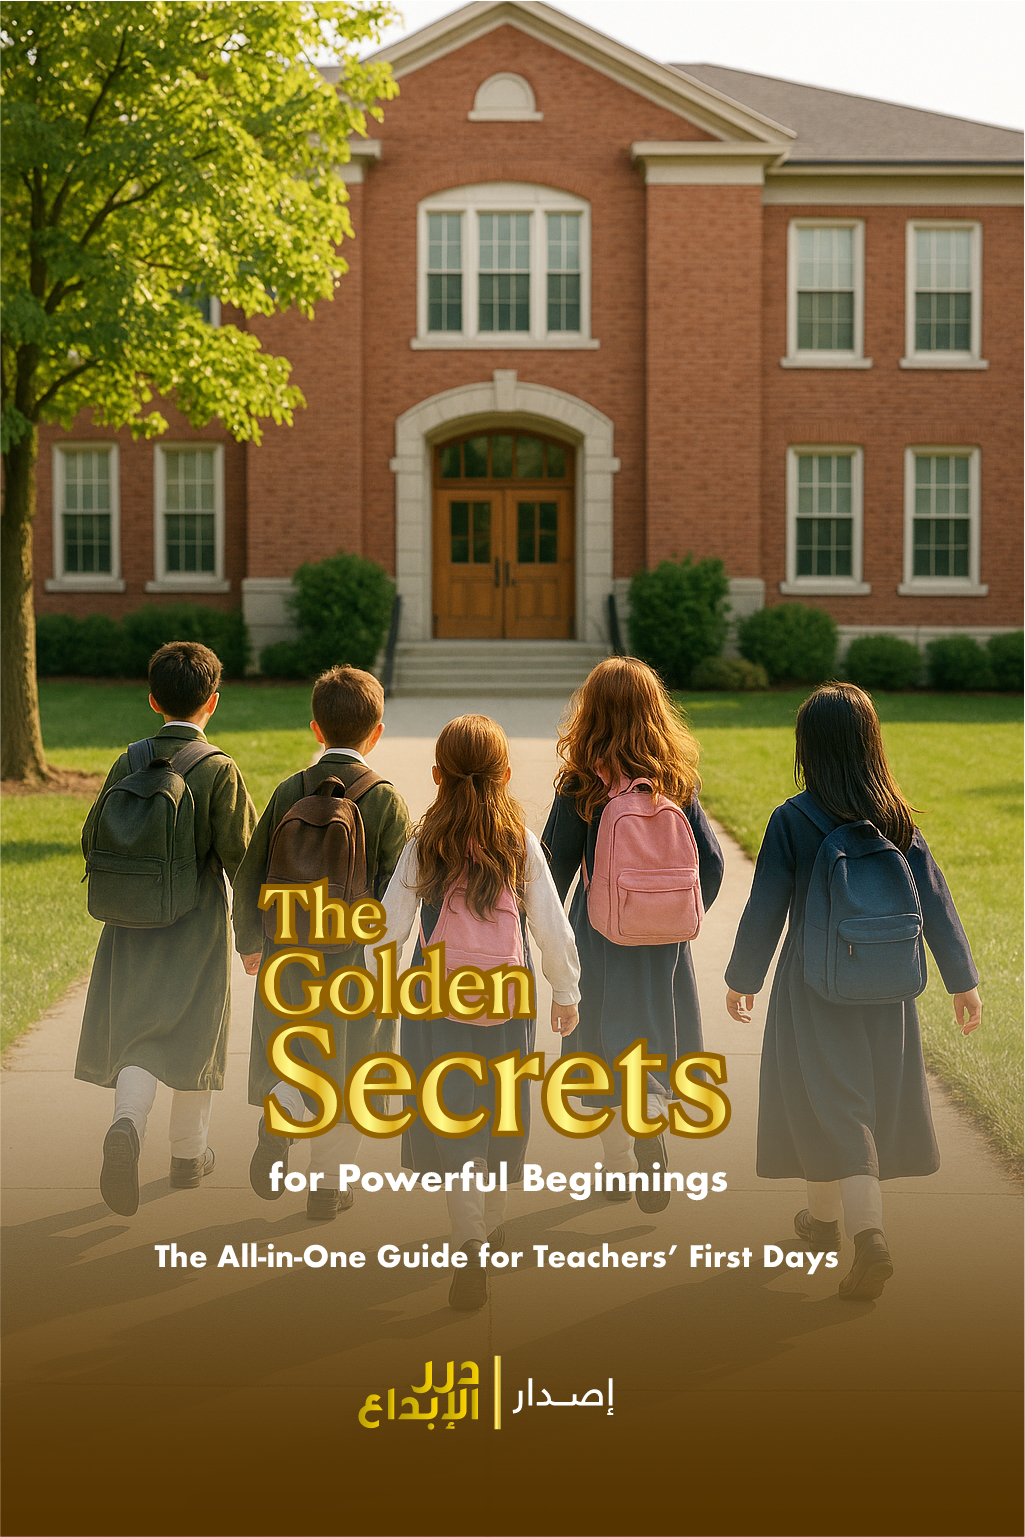 The
Golden
Secrets
for Powerful Beginnings
The All-in-One Guide for Teachers’ First Days
إصـدار
درر
الإبداع